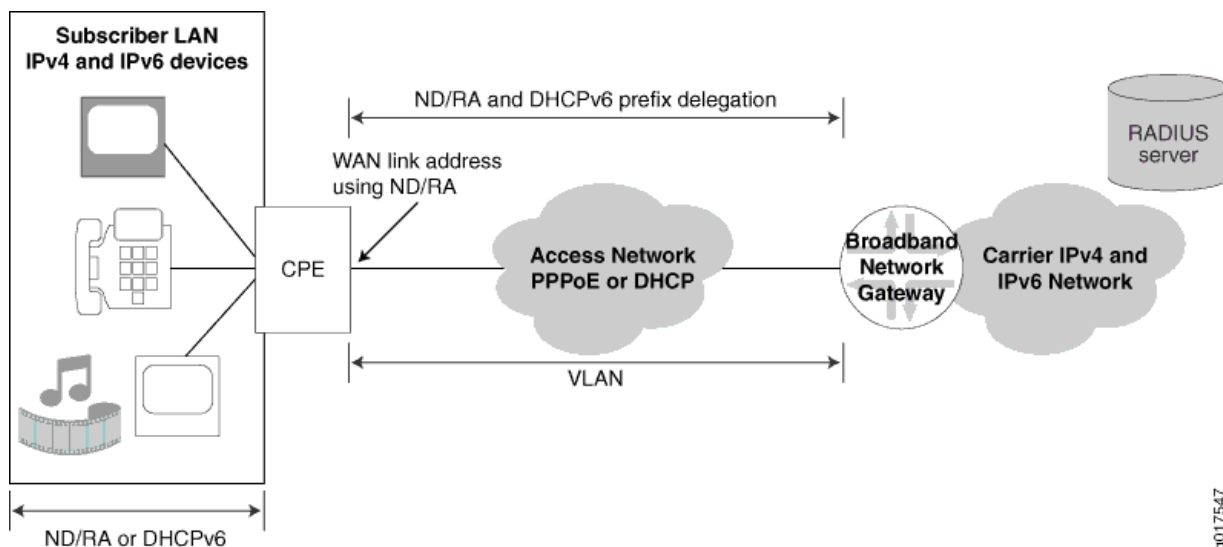 Subscriber LAN
IPv4 and IPv6 devices
ND/RA and DHCPv6 prefix delegation
RADIUS
server
WAN link address
using ND/RA
CPE
Access Network
PPPoE or DHCP
Broadband
Network
Gateway
Carrier IPv4 and
IPv6 Network
VLAN
ND/RA or DHCPv6
g017547